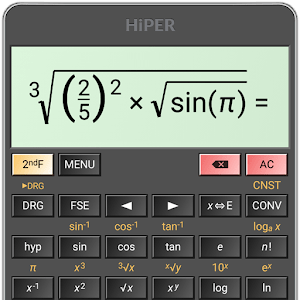 HiPER
³√((2/5)² × √sin(π)) =
2ndF MENU AC
▸DRG CNST
DRG FSE ◄ ► x⇔E CONV
sin⁻¹ cos⁻¹ tan⁻¹ logₐ x
hyp sin cos tan e n!
π x³ ³√x ˣ√y 10ˣ eˣ
x⁻¹ x² √x xʸ log ln